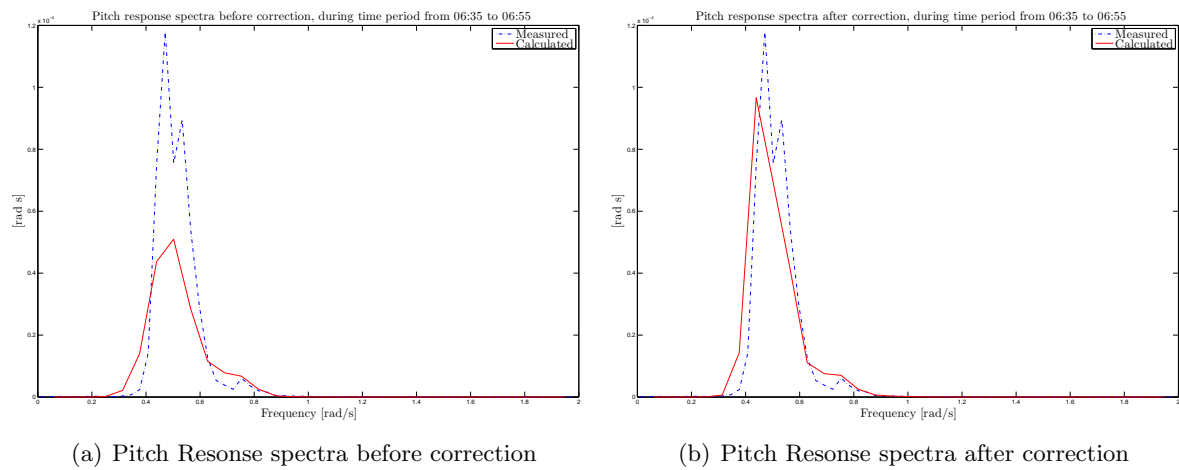 Pitch response spectra before correction, during time period from 06:35 to 06:55
x 10⁻⁴
1.2
1
0.8
0.6
0.4
0.2
0
[rad s]
Measured
Calculated
0 0.2 0.4 0.6 0.8 1 1.2 1.4 1.6 1.8 2
Frequency [rad/s]
(a) Pitch Resonse spectra before correction
Pitch response spectra after correction, during time period from 06:35 to 06:55
x 10⁻⁴
1.2
1
0.8
0.6
0.4
0.2
0
[rad s]
Measured
Calculated
0 0.2 0.4 0.6 0.8 1 1.2 1.4 1.6 1.8 2
Frequency [rad/s]
(b) Pitch Resonse spectra after correction